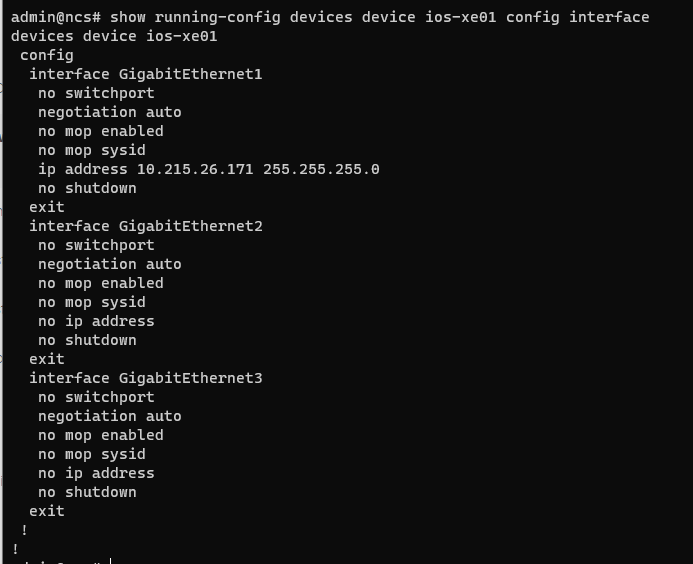 admin@ncs# show running-config devices device ios-xe01 config interface
devices device ios-xe01
config
interface GigabitEthernet1
no switchport
negotiation auto
no mop enabled
no mop sysid
ip address 10.215.26.171 255.255.255.0
no shutdown
exit
interface GigabitEthernet2
no switchport
negotiation auto
no mop enabled
no mop sysid
no ip address
no shutdown
exit
interface GigabitEthernet3
no switchport
negotiation auto
no mop enabled
no mop sysid
no ip address
no shutdown
exit
!
!